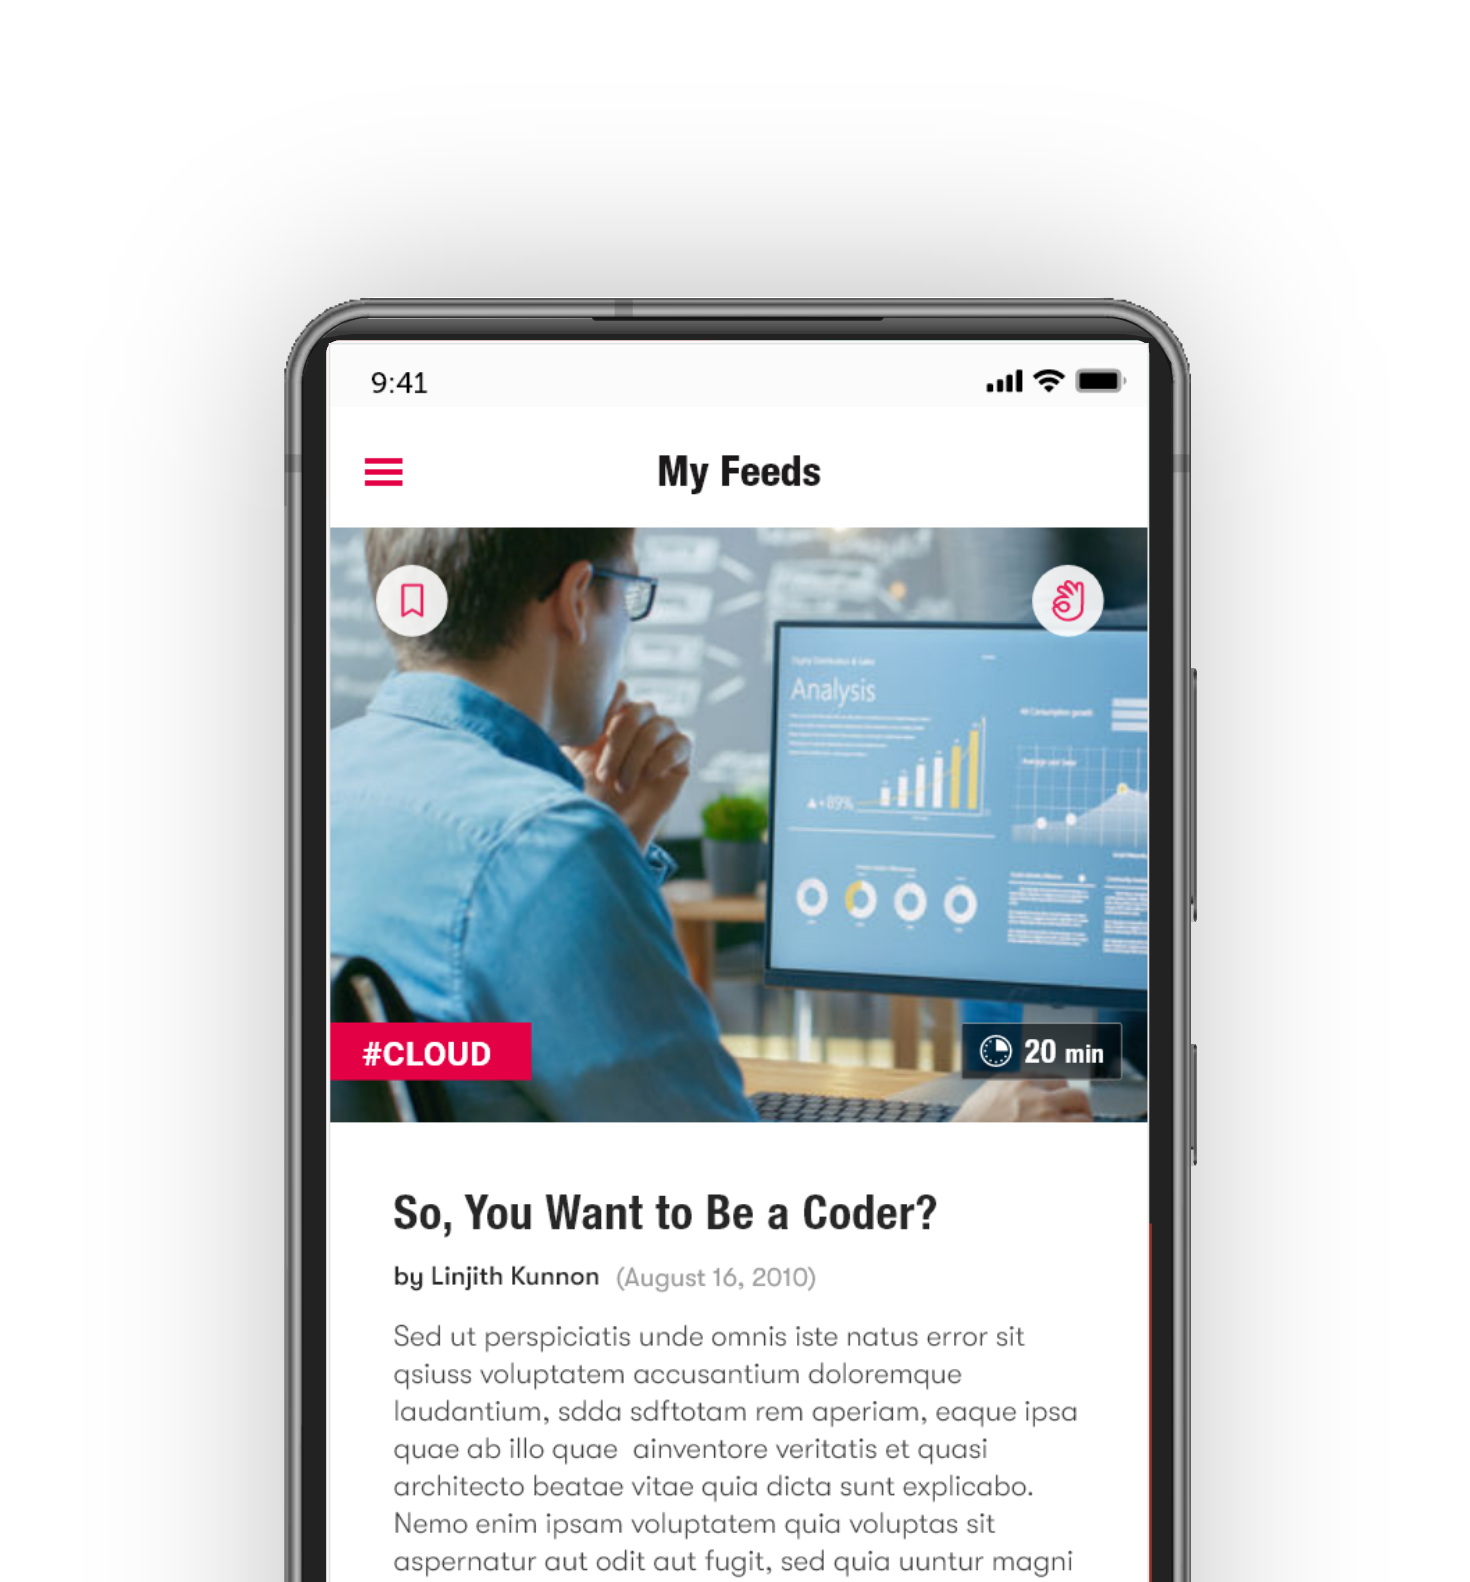 9:41
My Feeds
Analysis
▲+89%
#CLOUD
20 min
So, You Want to Be a Coder?
by Linjith Kunnon (August 16, 2010)
Sed ut perspiciatis unde omnis iste natus error sit
qsiuss voluptatem accusantium doloremque
laudantium, sdda sdftotam rem aperiam, eaque ipsa
quae ab illo quae  ainventore veritatis et quasi
architecto beatae vitae quia dicta sunt explicabo.
Nemo enim ipsam voluptatem quia voluptas sit
aspernatur aut odit aut fugit, sed quia uuntur magni